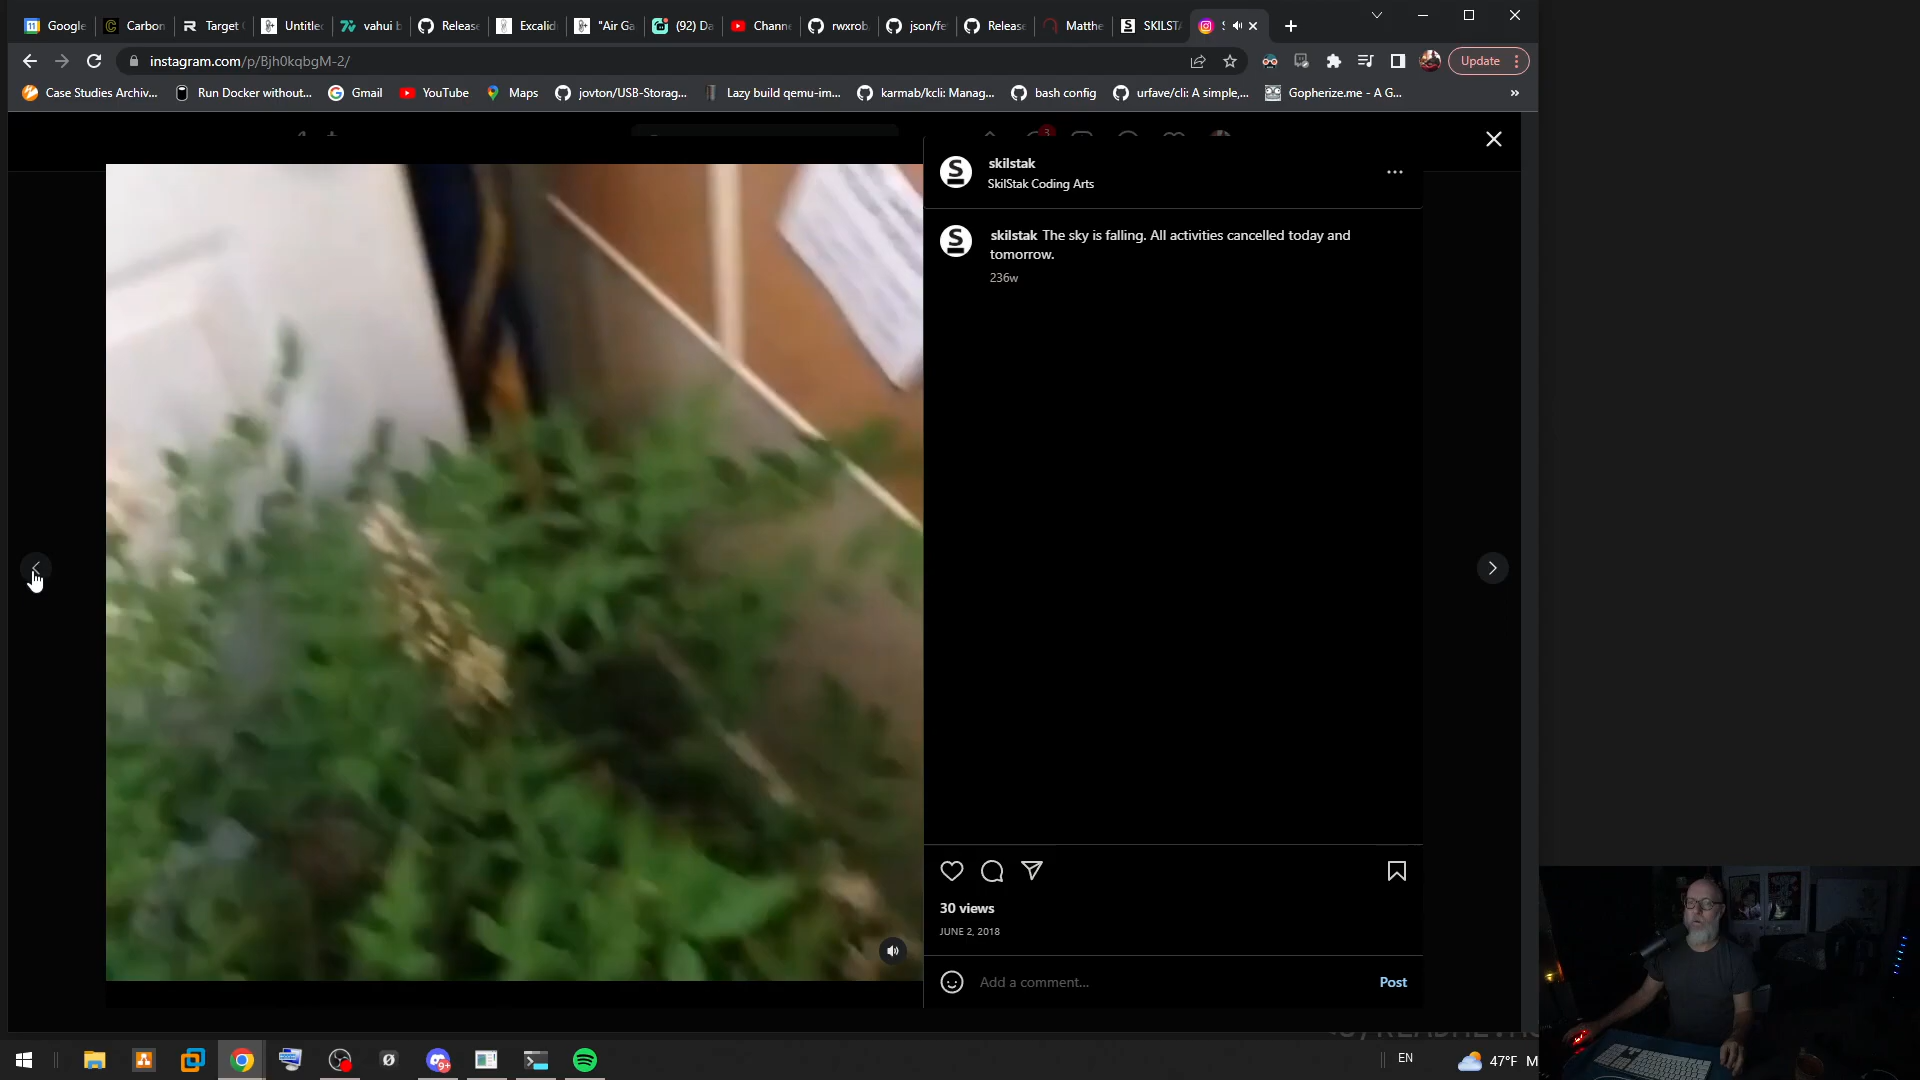 Google
Carbon
Target
Untitle
vahui b
Release
Excalid
"Air Ga
(92) Da
Channe
rwxrob
json/fe
Release
Matthe
SKILST
instagram.com/p/Bjh0kqbgM-2/
Update
Case Studies Archiv...
Run Docker without...
Gmail
YouTube
Maps
jovton/USB-Storag...
Lazy build qemu-im...
karmab/kcli: Manag...
bash config
urfave/cli: A simple,...
Gopherize.me - A G...
»
3
skilstak
SkilStak Coding Arts
skilstak The sky is falling. All activities cancelled today and
tomorrow.
236w
30 views
JUNE 2, 2018
Add a comment...
Post
EN
47°F M